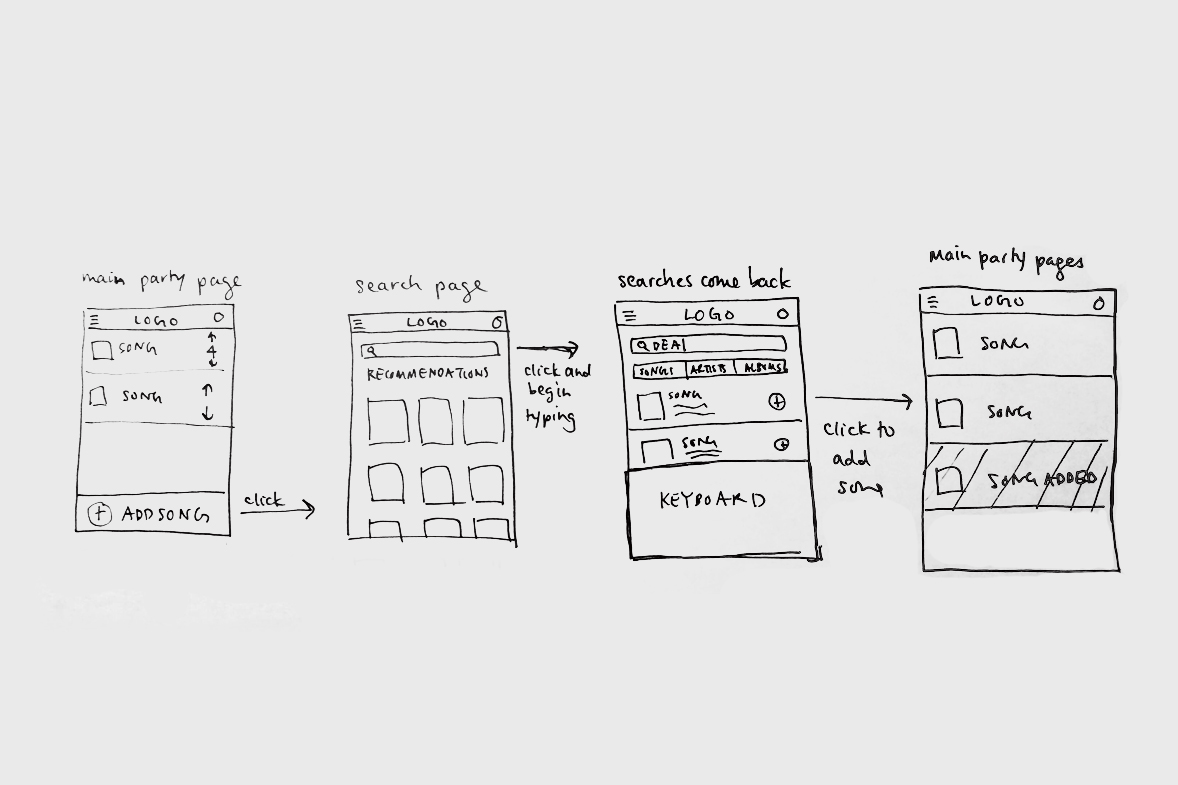 main party page
LOGO
SONG
4
SONG
ADD SONG
click
search page
LOGO
RECOMMENDATIONS
click and
begin
typing
searches come back
LOGO
DEA
SONGS ARTISTS ALBUMS
SONG
SONG
KEYBOARD
click to
add
song
Main party pages
LOGO
SONG
SONG
SONG ADDED